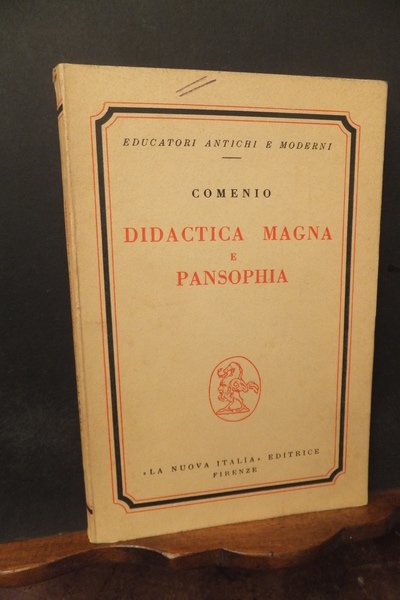 EDUCATORI ANTICHI E MODERNI
COMENIO
DIDACTICA MAGNA
E
PANSOPHIA
«LA NUOVA ITALIA» EDITRICE
FIRENZE